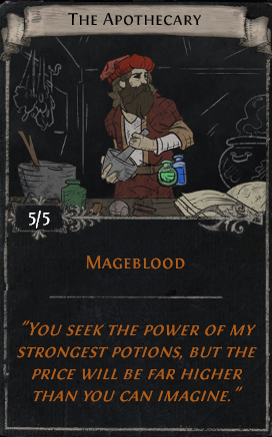 The Apothecary
5/5
Mageblood
"You seek the power of my
strongest potions, but the
price will be far higher
than you can imagine."